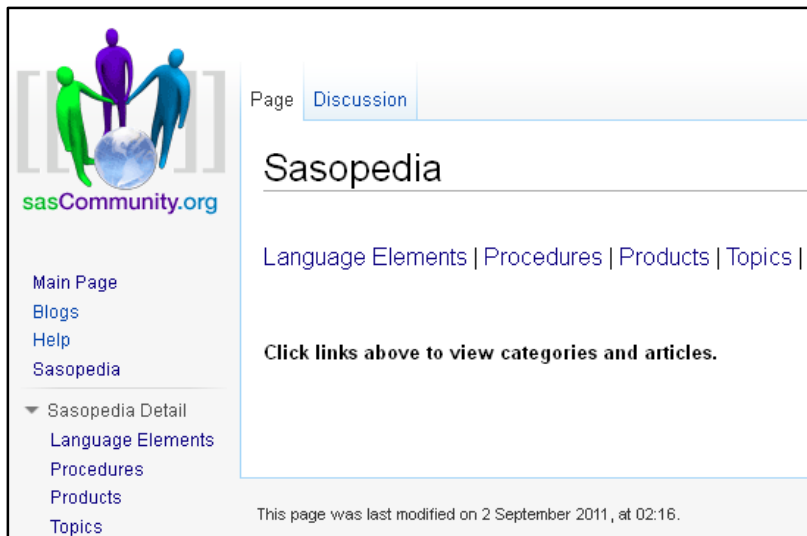 sasCommunity.org
Main Page
Blogs
Help
Sasopedia
Sasopedia Detail
Language Elements
Procedures
Products
Topics
Page Discussion
Sasopedia
Language Elements | Procedures | Products | Topics |
Click links above to view categories and articles.
This page was last modified on 2 September 2011, at 02:16.